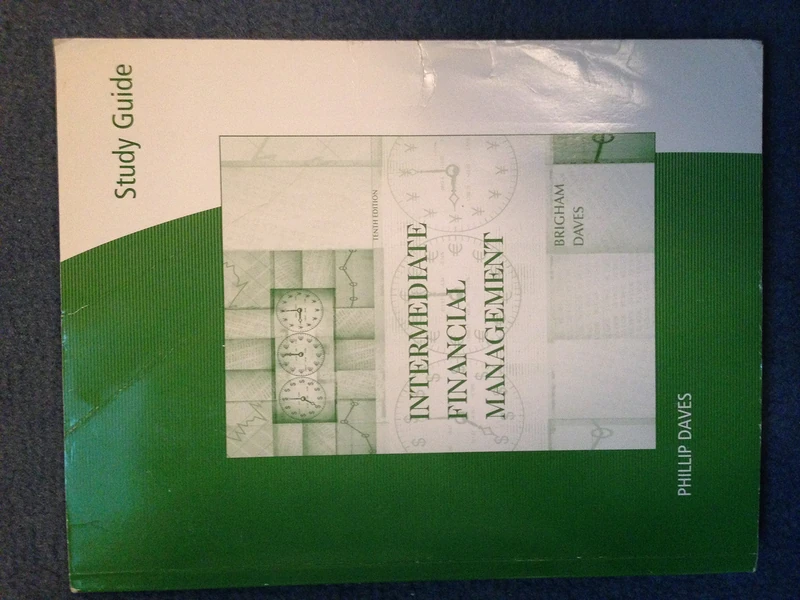 Study Guide
TENTH EDITION
INTERMEDIATE
FINANCIAL
MANAGEMENT
BRIGHAM
DAVES
PHILLIP DAVES